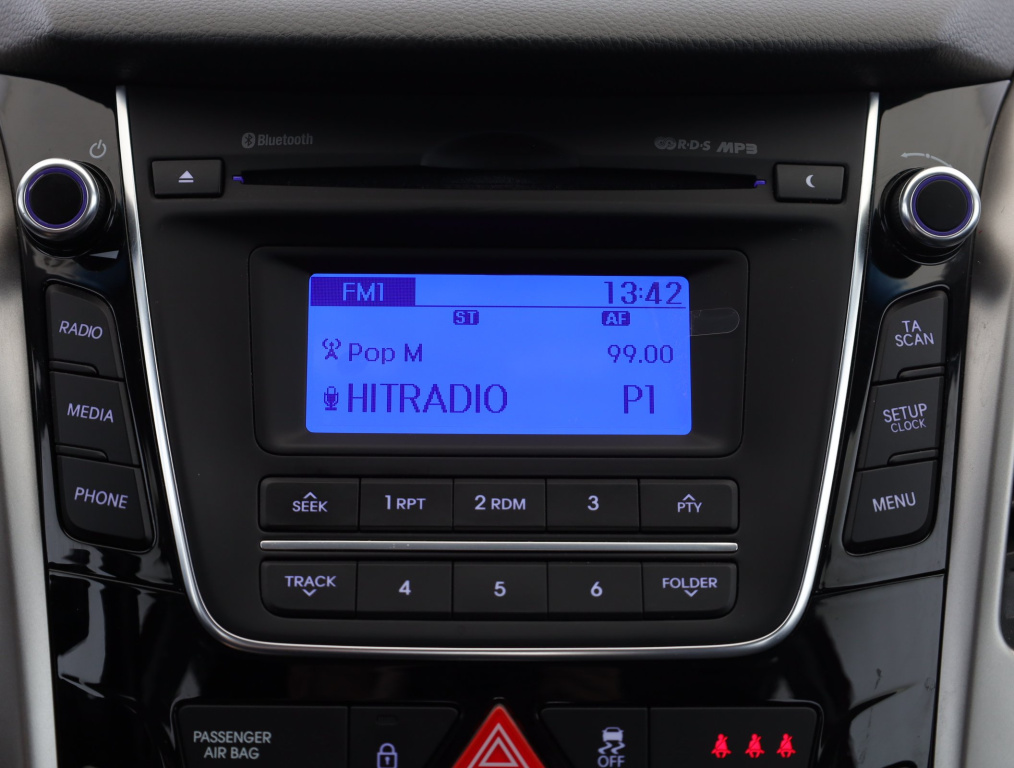 Bluetooth
R·D·S MP3
FM1 13:42
ST AF
Pop M 99.00
HITRADIO P1
RADIO
MEDIA
PHONE
TA
SCAN
SETUP
CLOCK
MENU
SEEK 1 RPT 2 RDM 3 PTY
TRACK 4 5 6 FOLDER
PASSENGER
AIR BAG
OFF